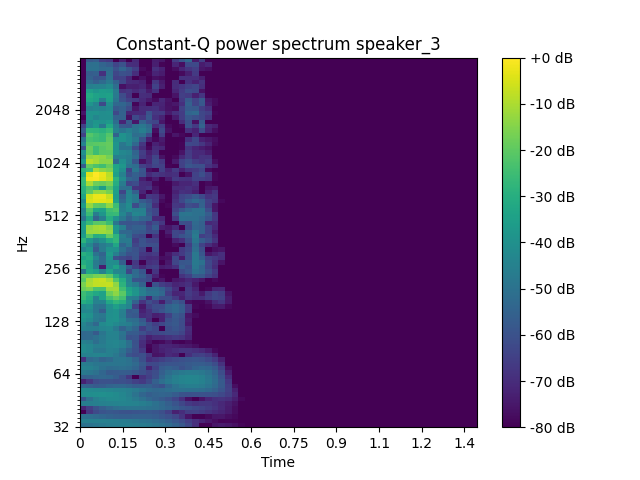 Constant-Q power spectrum speaker_3
Hz
2048
1024
512
256
128
64
32
0 0.15 0.3 0.45 0.6 0.75 0.9 1.1 1.2 1.4
Time
+0 dB
-10 dB
-20 dB
-30 dB
-40 dB
-50 dB
-60 dB
-70 dB
-80 dB